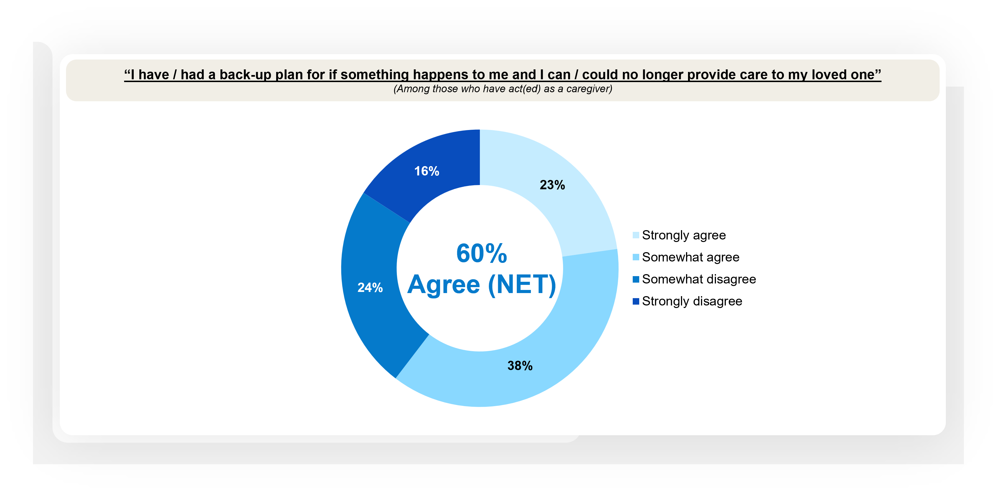 “I have / had a back-up plan for if something happens to me and I can / could no longer provide care to my loved one”
(Among those who have act(ed) as a caregiver)
16%
23%
60%
Agree (NET)
24%
38%
Strongly agree
Somewhat agree
Somewhat disagree
Strongly disagree